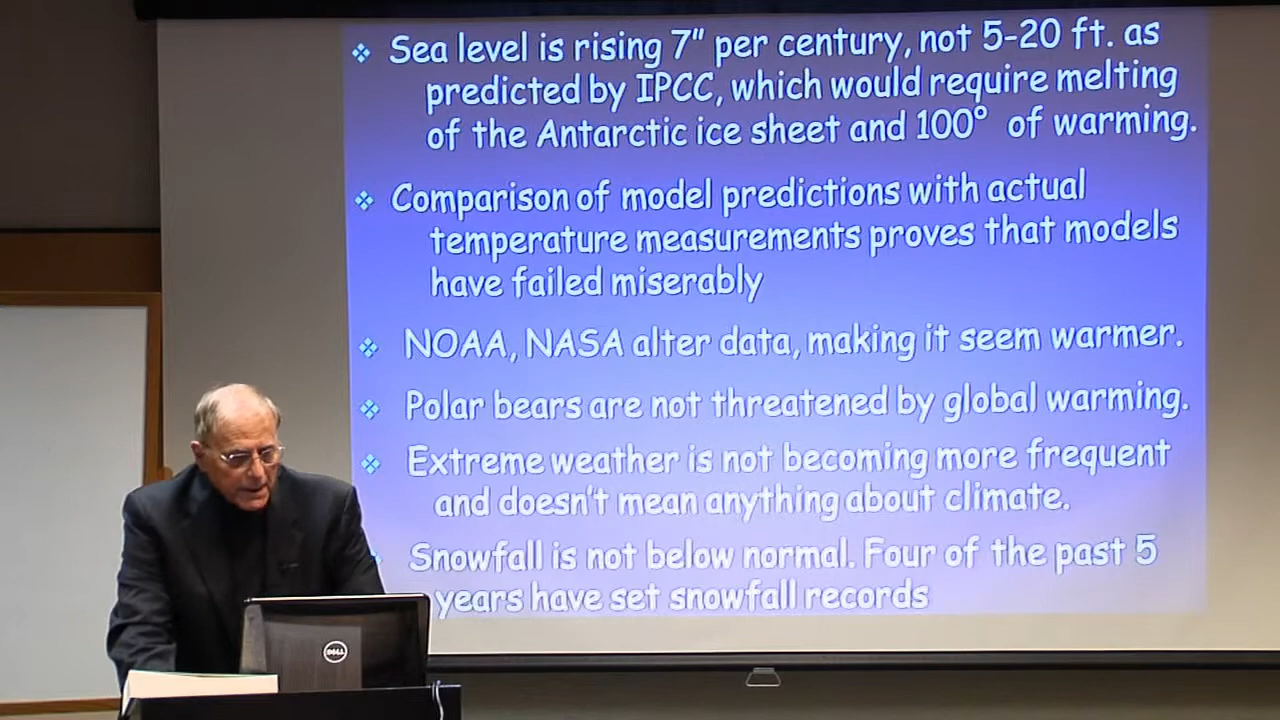 Sea level is rising 7” per century, not 5-20 ft. as
predicted by IPCC, which would require melting
of the Antarctic ice sheet and 100° of warming.
Comparison of model predictions with actual
temperature measurements proves that models
have failed miserably
NOAA, NASA alter data, making it seem warmer.
Polar bears are not threatened by global warming.
Extreme weather is not becoming more frequent
and doesn’t mean anything about climate.
Snowfall is not below normal. Four of the past 5
years have set snowfall records
DELL